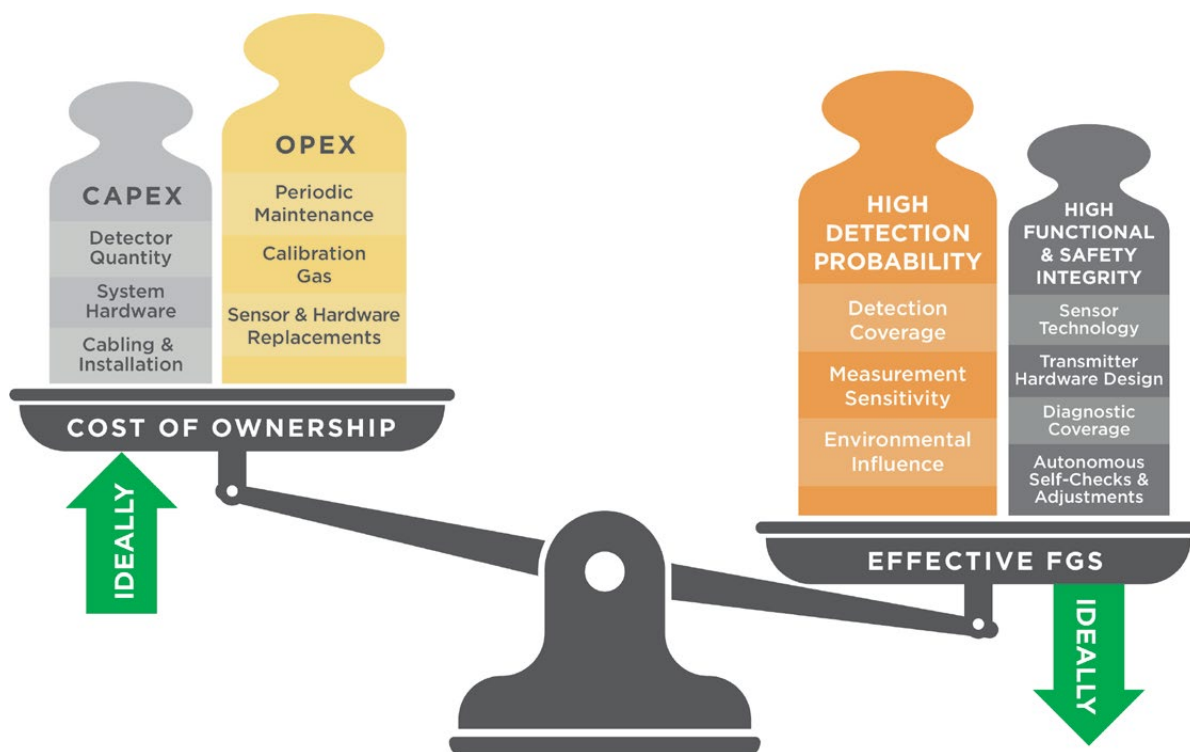 CAPEX
Detector
Quantity
System
Hardware
Cabling &
Installation
OPEX
Periodic
Maintenance
Calibration
Gas
Sensor & Hardware
Replacements
COST OF OWNERSHIP
IDEALLY
HIGH
DETECTION
PROBABILITY
Detection
Coverage
Measurement
Sensitivity
Environmental
Influence
HIGH
FUNCTIONAL
& SAFETY
INTEGRITY
Sensor
Technology
Transmitter
Hardware Design
Diagnostic
Coverage
Autonomous
Self-Checks &
Adjustments
EFFECTIVE FGS
IDEALLY